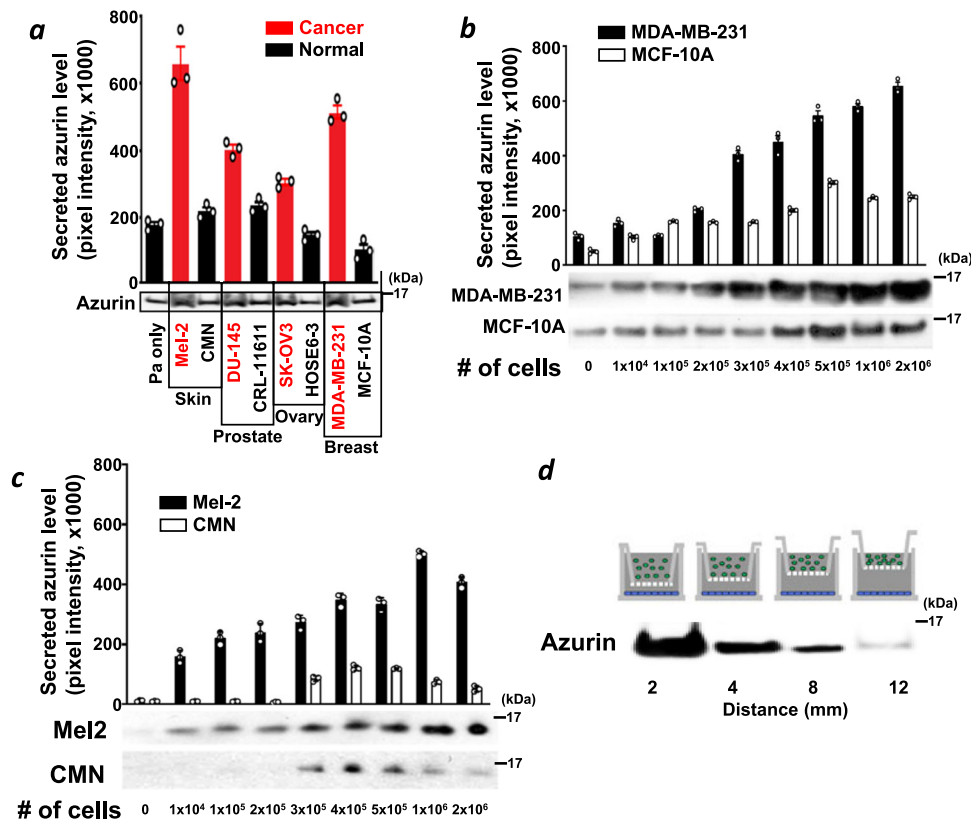 a
Cancer
Normal
Secreted azurin level
(pixel intensity, x1000)
800
600
400
200
0
(kDa)
17
Azurin
Pa only
Mel-2
CMN
DU-145
CRL-11611
SK-OV3
HOSE6-3
MDA-MB-231
MCF-10A
Skin
Prostate
Ovary
Breast
b
MDA-MB-231
MCF-10A
Secreted azurin level
(pixel intensity, x1000)
800
600
400
200
0
(kDa)
17
MDA-MB-231
MCF-10A
17
# of cells 0 1x10⁴ 1x10⁵ 2x10⁵ 3x10⁵ 4x10⁵ 5x10⁵ 1x10⁶ 2x10⁶
c
Mel-2
CMN
Secreted azurin level
(pixel intensity, x1000)
800
600
400
200
0
(kDa)
17
Mel2
17
CMN
# of cells 0 1x10⁴ 1x10⁵ 2x10⁵ 3x10⁵ 4x10⁵ 5x10⁵ 1x10⁶ 2x10⁶
d
(kDa)
17
Azurin
2 4 8 12
Distance (mm)